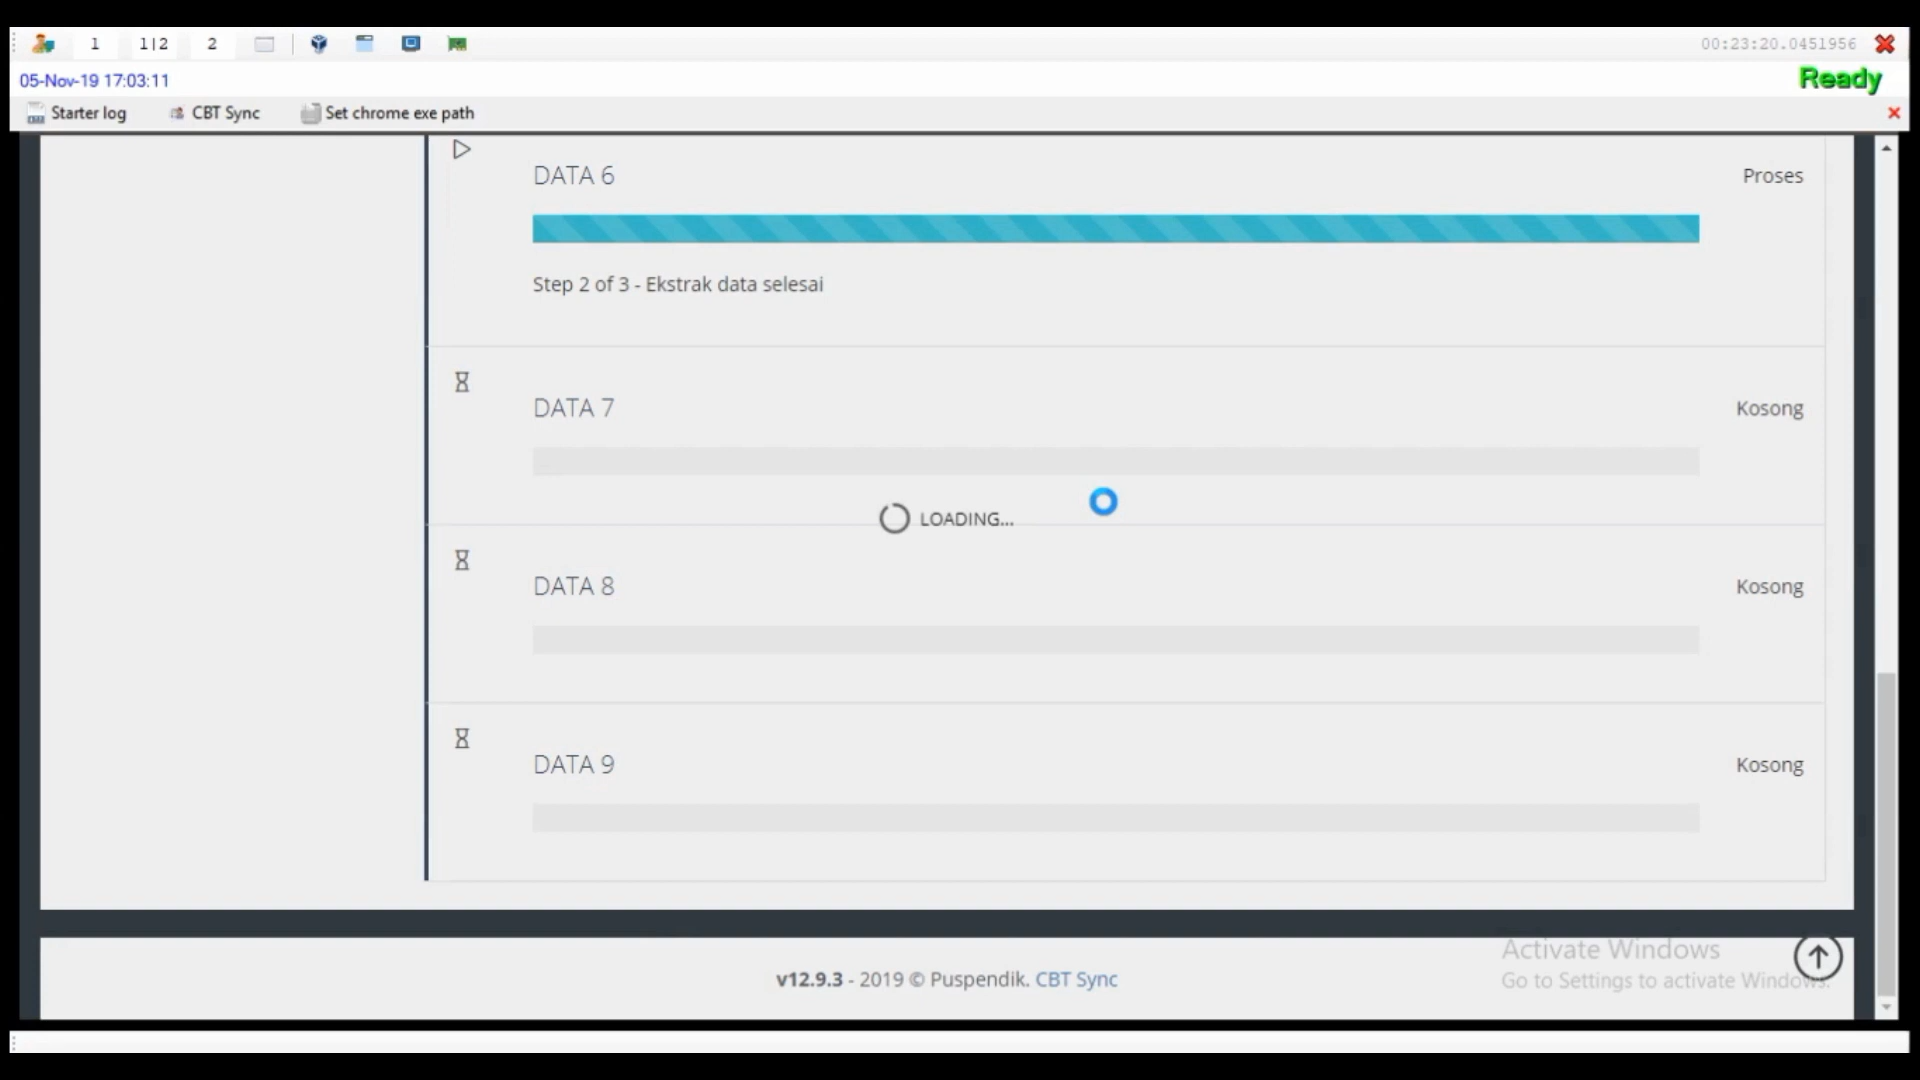 1 1|2 2 00:23:20.0451956
05-Nov-19 17:03:11 Ready
Starter log CBT Sync Set chrome exe path
DATA 6 Proses
Step 2 of 3 - Ekstrak data selesai
DATA 7 Kosong
LOADING...
DATA 8 Kosong
DATA 9 Kosong
Activate Windows
v12.9.3 - 2019 © Puspendik. CBT Sync
Go to Settings to activate Windows.